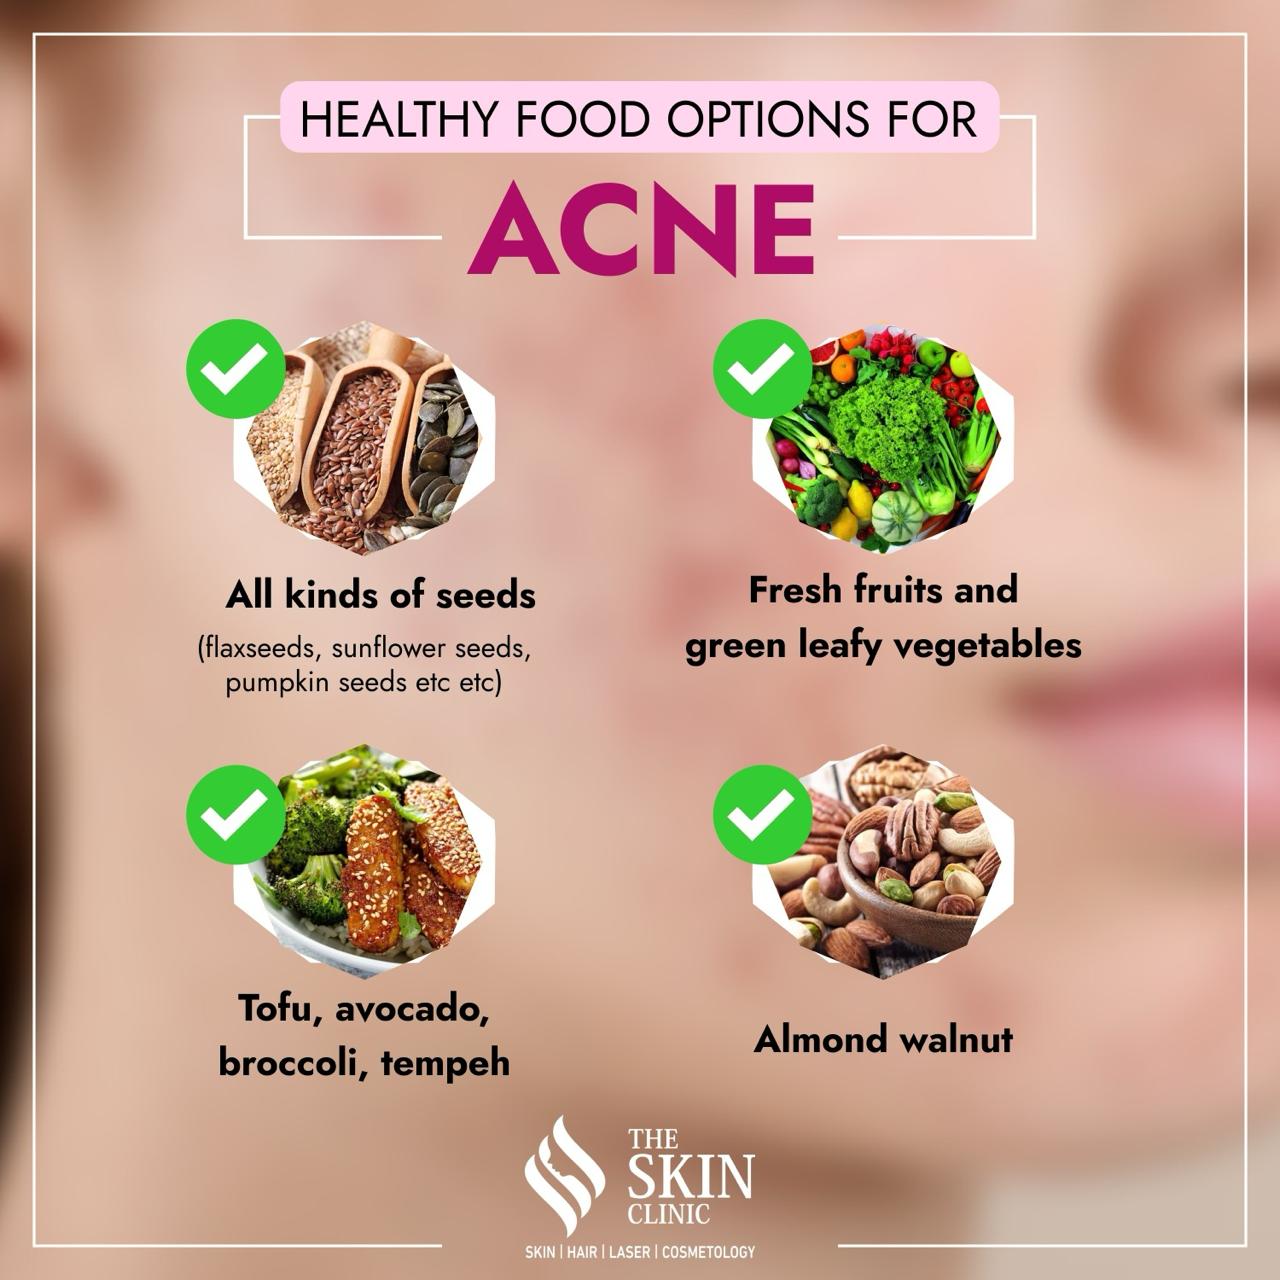 HEALTHY FOOD OPTIONS FOR
ACNE
All kinds of seeds
(flaxseeds, sunflower seeds,
pumpkin seeds etc etc)
Fresh fruits and
green leafy vegetables
Tofu, avocado,
broccoli, tempeh
Almond walnut
THE
SKIN
CLINIC
SKIN | HAIR | LASER | COSMETOLOGY